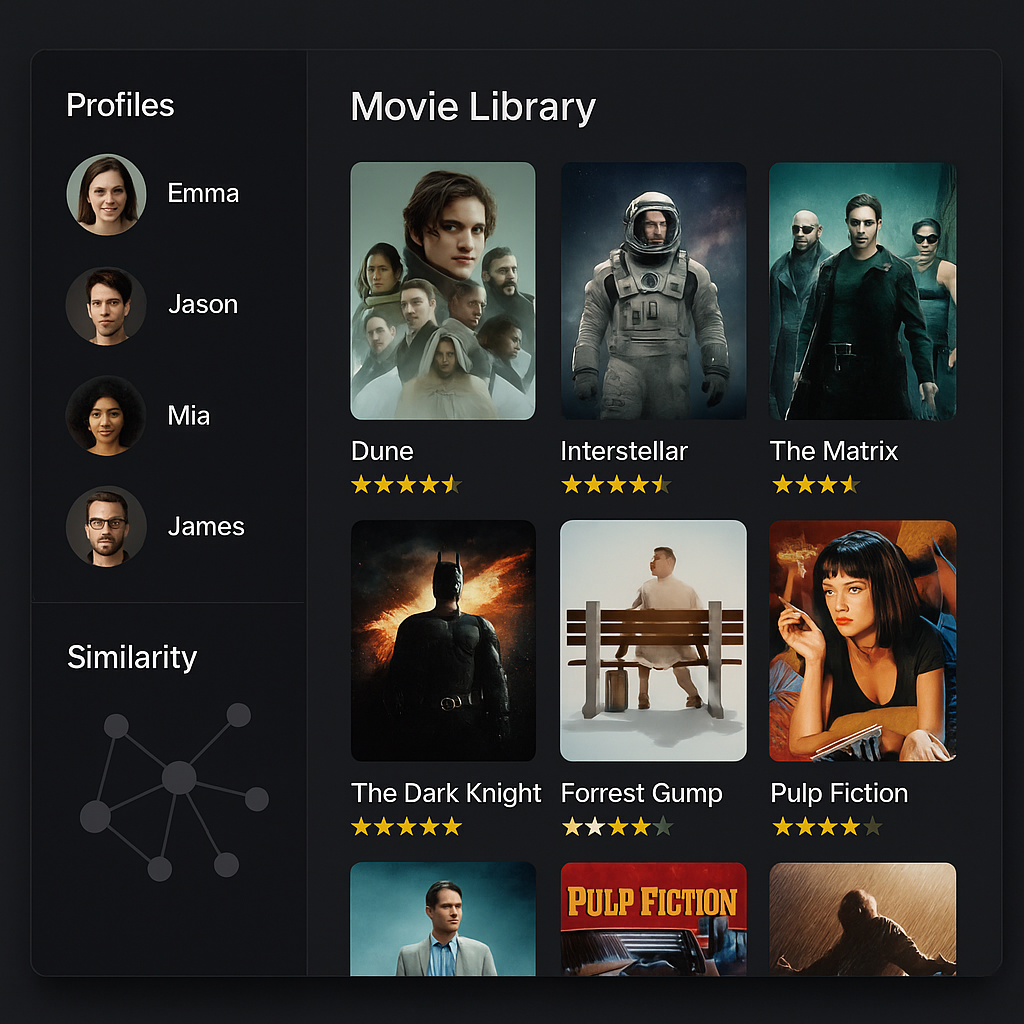 Profiles
Emma
Jason
Mia
James
Similarity
Movie Library
Dune
Interstellar
The Matrix
The Dark Knight
Forrest Gump
Pulp Fiction
PULP FICTION